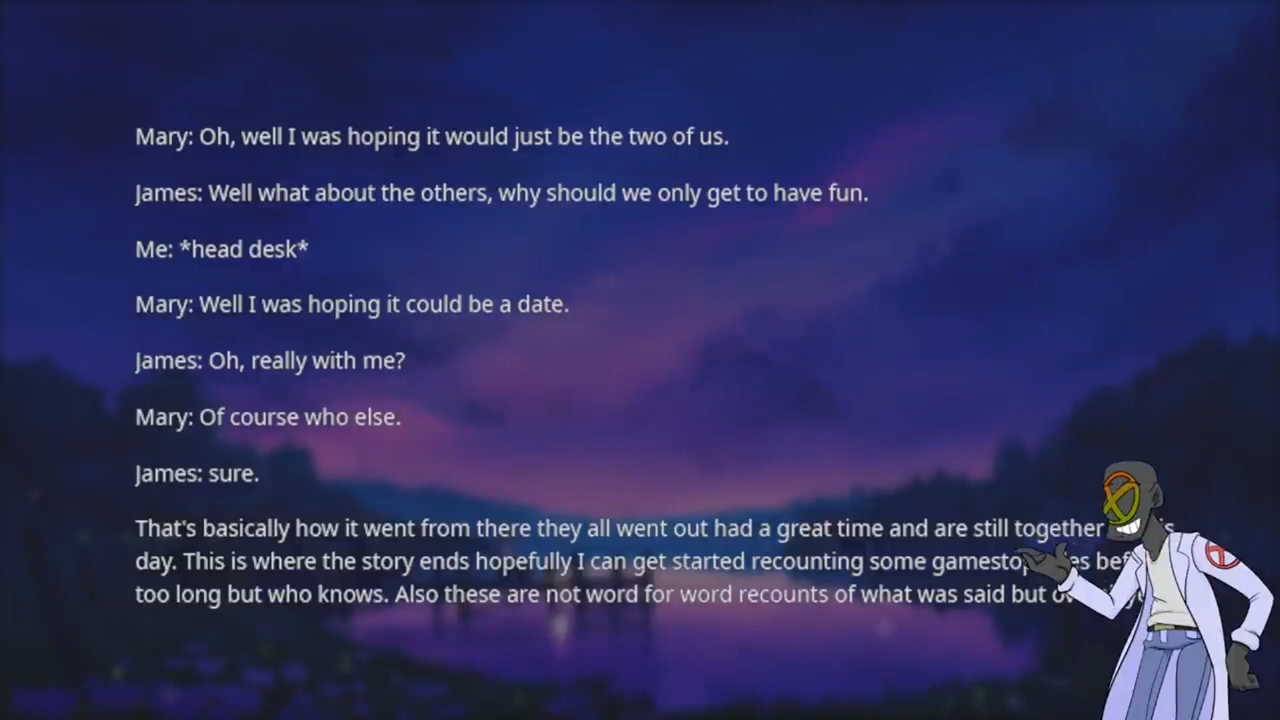 Mary: Oh, well I was hoping it would just be the two of us.
James: Well what about the others, why should we only get to have fun.
Me: *head desk*
Mary: Well I was hoping it could be a date.
James: Oh, really with me?
Mary: Of course who else.
James: sure.
That's basically how it went from there they all went out had a great time and are still together
day. This is where the story ends hopefully I can get started recounting some
too long but who knows. Also these are not word for word recounts of what was said but